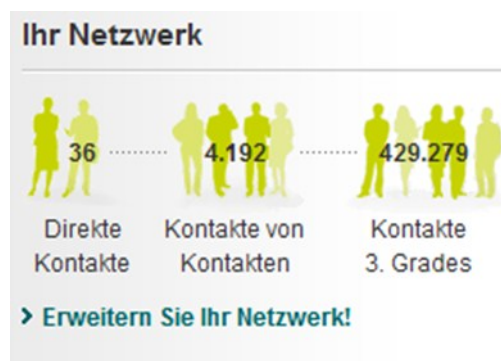 Ihr Netzwerk
36 4.192 429.279
Direkte Kontakte von Kontakte
Kontakte Kontakten 3. Grades
Erweitern Sie Ihr Netzwerk!